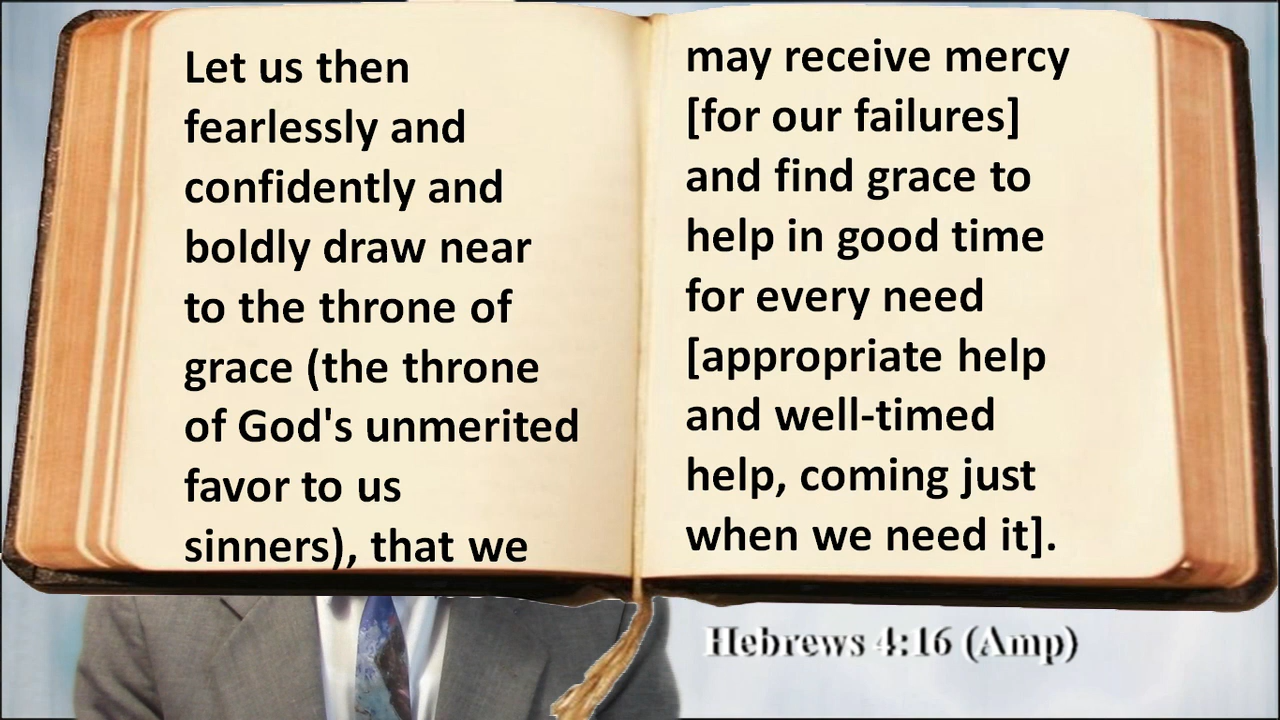 Let us then
fearlessly and
confidently and
boldly draw near
to the throne of
grace (the throne
of God's unmerited
favor to us
sinners), that we
may receive mercy
[for our failures]
and find grace to
help in good time
for every need
[appropriate help
and well-timed
help, coming just
when we need it].
Hebrews 4:16 (Amp)